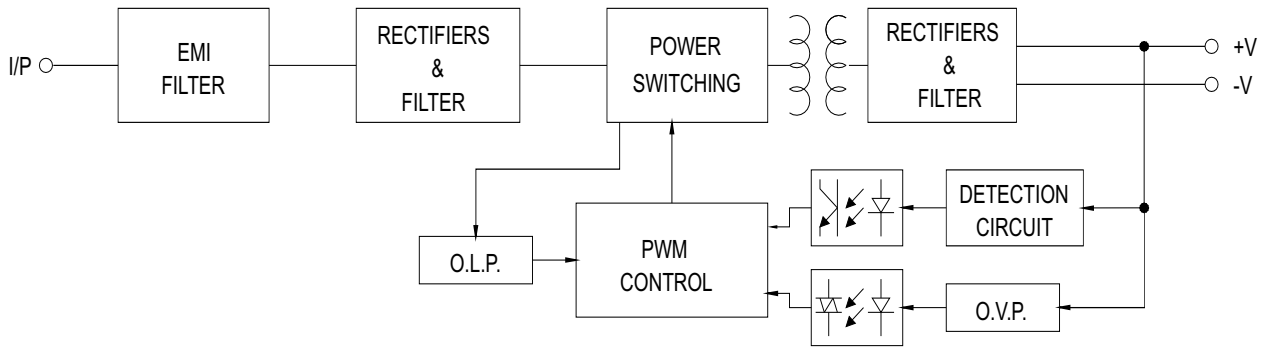 I/P
EMI
FILTER
RECTIFIERS
&
FILTER
POWER
SWITCHING
RECTIFIERS
&
FILTER
+V
-V
DETECTION
CIRCUIT
O.L.P.
PWM
CONTROL
O.V.P.